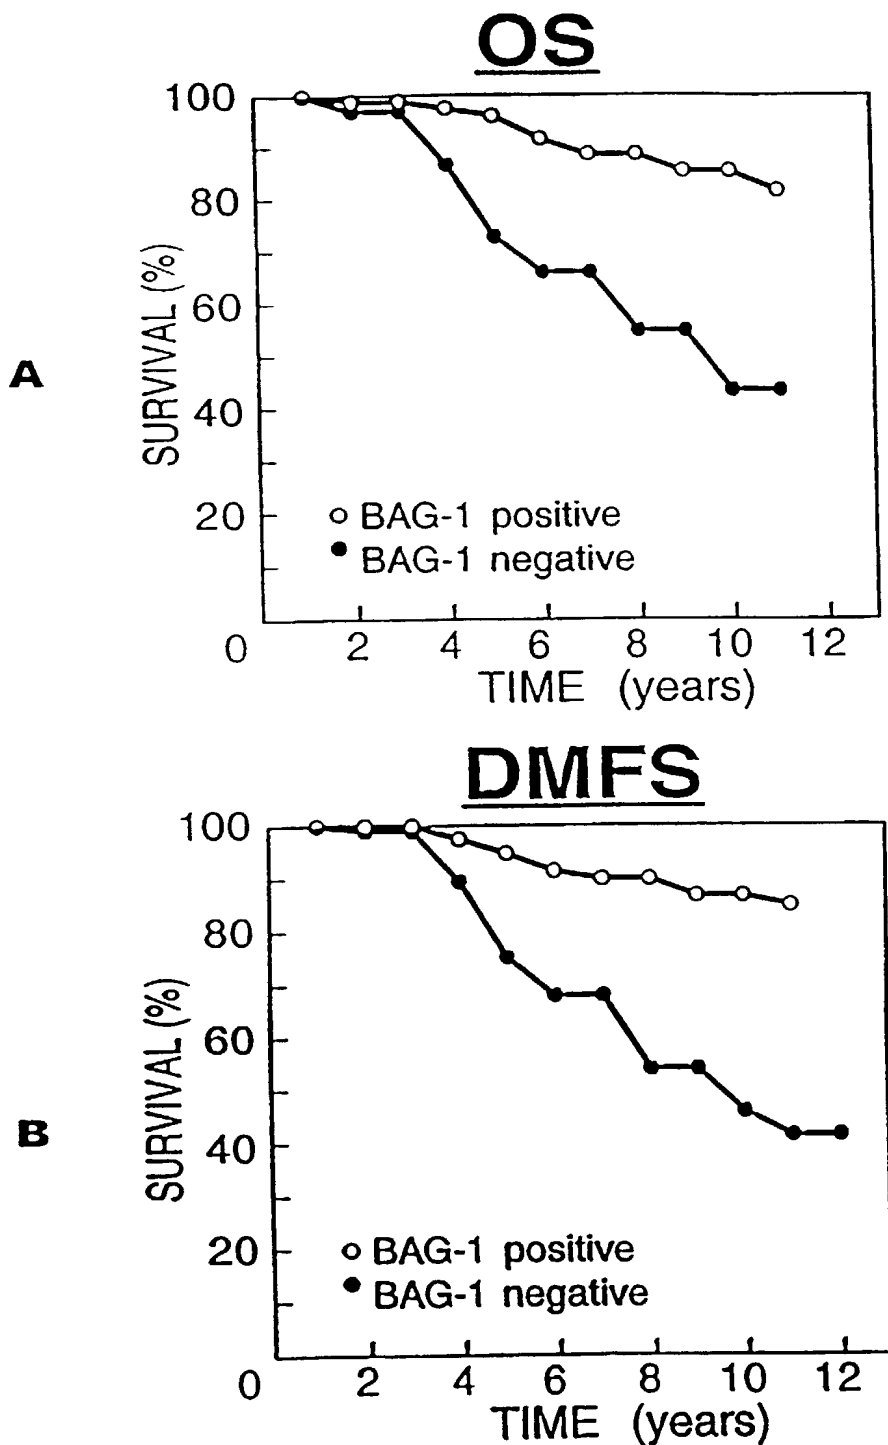 OS
A
SURVIVAL (%)
100
80
60
40
20
0
○ BAG-1 positive
● BAG-1 negative
2 4 6 8 10 12
TIME (years)
DMFS
B
SURVIVAL (%)
100
80
60
40
20
0
○ BAG-1 positive
● BAG-1 negative
2 4 6 8 10 12
TIME (years)